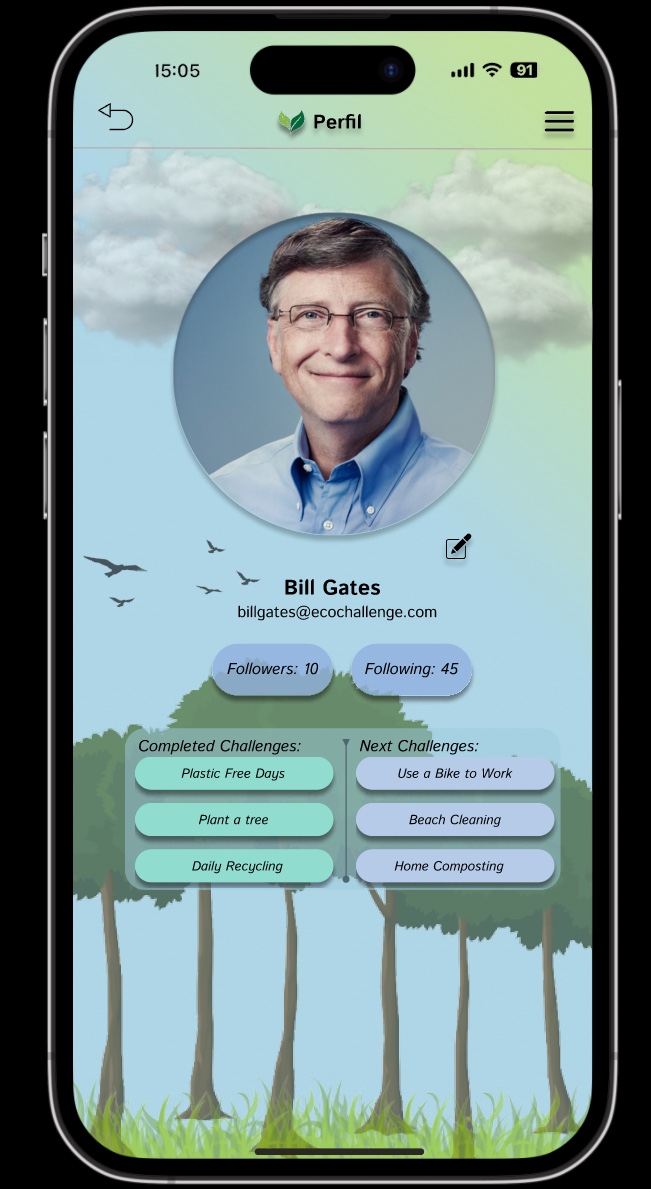 15:05
91
Perfil
Bill Gates
billgates@ecochallenge.com
Followers: 10
Following: 45
Completed Challenges:
Plastic Free Days
Plant a tree
Daily Recycling
Next Challenges:
Use a Bike to Work
Beach Cleaning
Home Composting